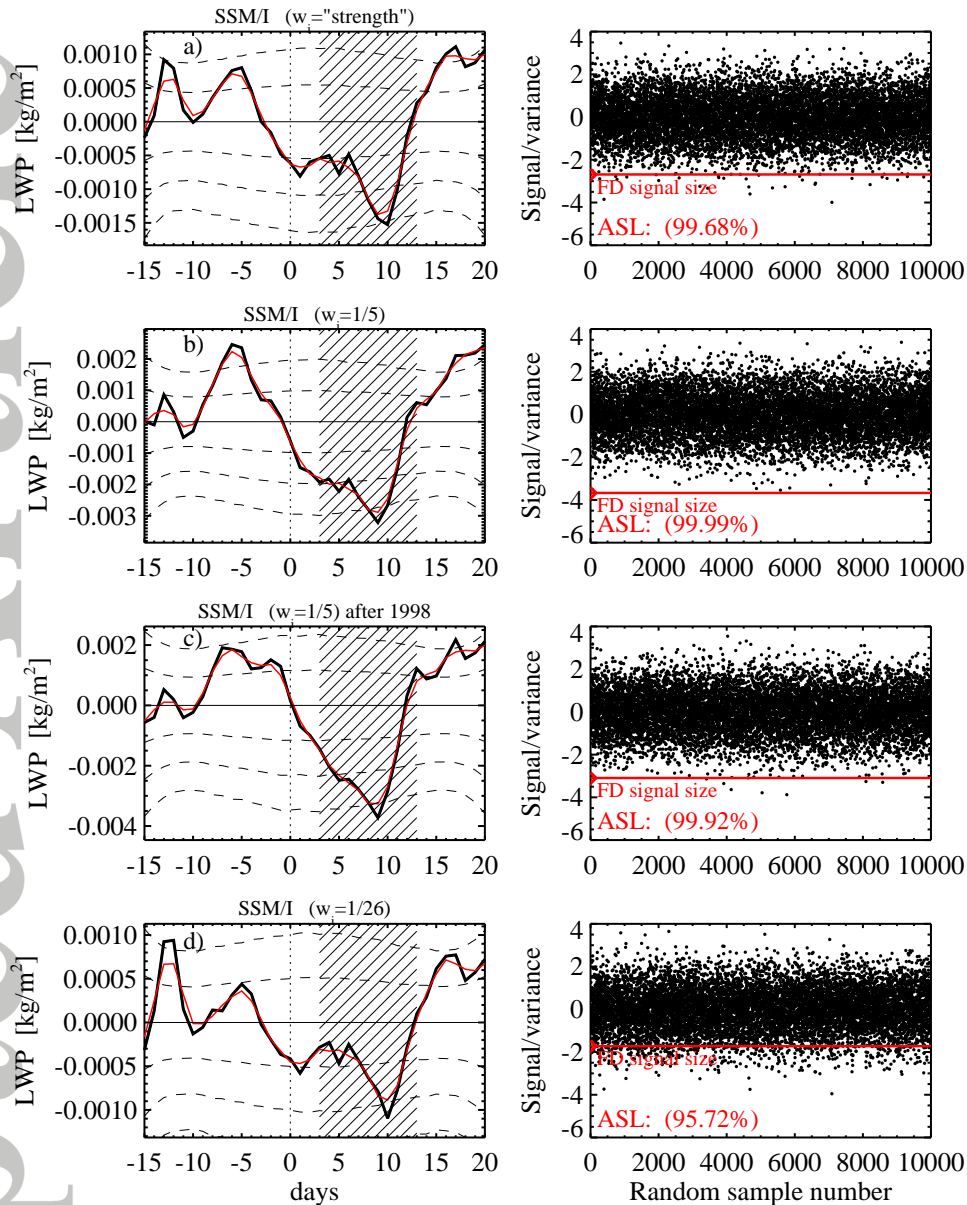 SSM/I (w_i="strength")
a)
LWP [kg/m²]
0.0010
0.0005
0.0000
-0.0005
-0.0010
-0.0015
-15 -10 -5 0 5 10 15 20
Signal/variance
4
2
0
-2
-4
-6
FD signal size
ASL: (99.68%)
0 2000 4000 6000 8000 10000
SSM/I (w_i=1/5)
b)
LWP [kg/m²]
0.002
0.001
0.000
-0.001
-0.002
-0.003
-15 -10 -5 0 5 10 15 20
Signal/variance
4
2
0
-2
-4
-6
FD signal size
ASL: (99.99%)
0 2000 4000 6000 8000 10000
SSM/I (w_i=1/5) after 1998
c)
LWP [kg/m²]
0.002
0.000
-0.002
-0.004
-15 -10 -5 0 5 10 15 20
Signal/variance
4
2
0
-2
-4
-6
FD signal size
ASL: (99.92%)
0 2000 4000 6000 8000 10000
SSM/I (w_i=1/26)
d)
LWP [kg/m²]
0.0010
0.0005
0.0000
-0.0005
-0.0010
-15 -10 -5 0 5 10 15 20
days
Signal/variance
4
2
0
-2
-4
-6
FD signal size
ASL: (95.72%)
0 2000 4000 6000 8000 10000
Random sample number